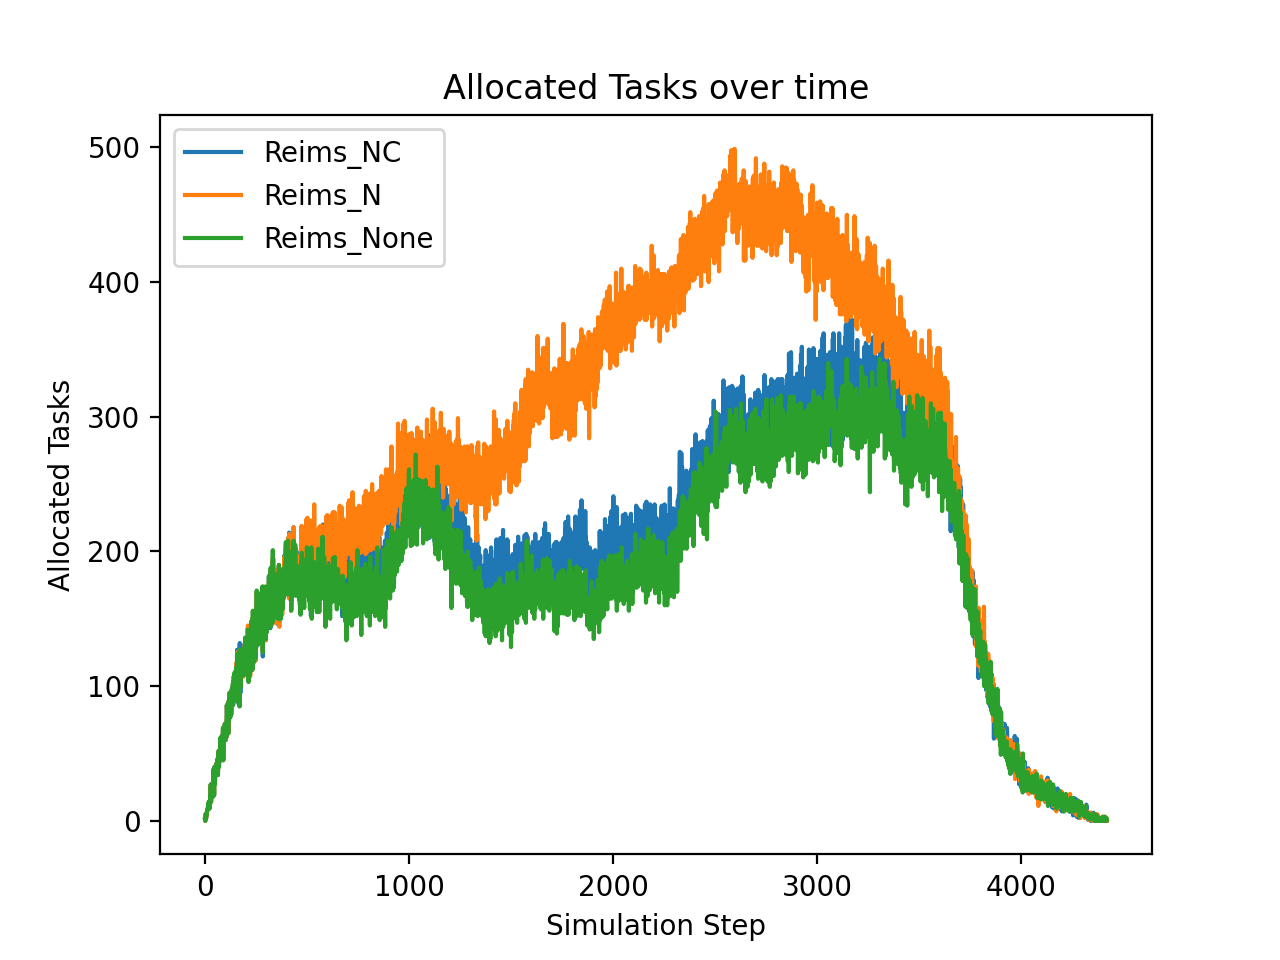 Allocated Tasks over time
Reims_NC
Reims_N
Reims_None
Allocated Tasks
500
400
300
200
100
0
0 1000 2000 3000 4000
Simulation Step